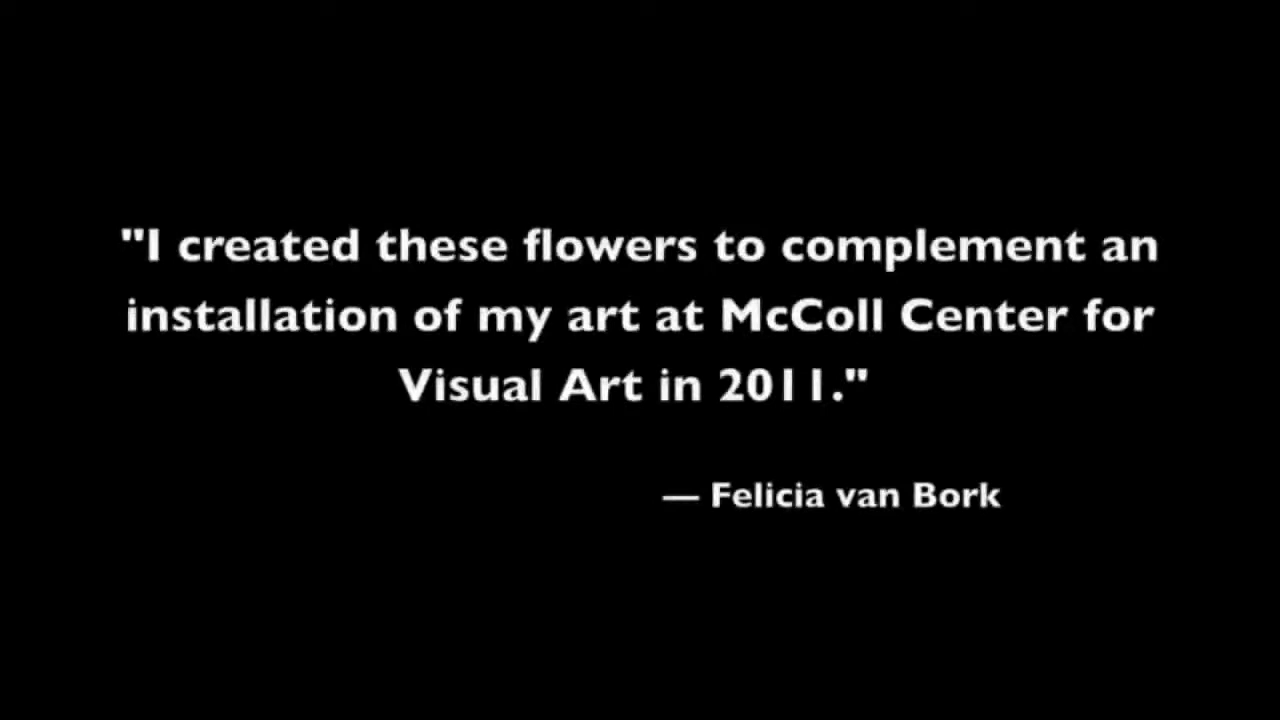 "I created these flowers to complement an
installation of my art at McColl Center for
Visual Art in 2011."
— Felicia van Bork